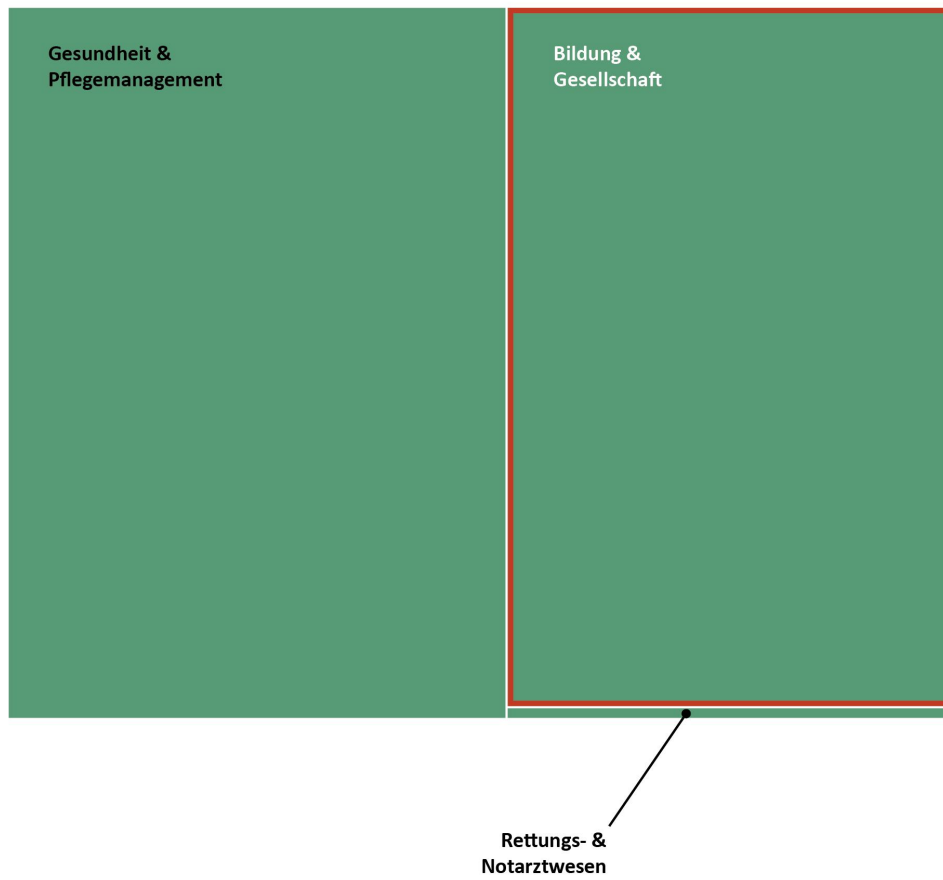 Gesundheit &
Pflegemanagement
Bildung &
Gesellschaft
Rettungs- &
Notarztwesen